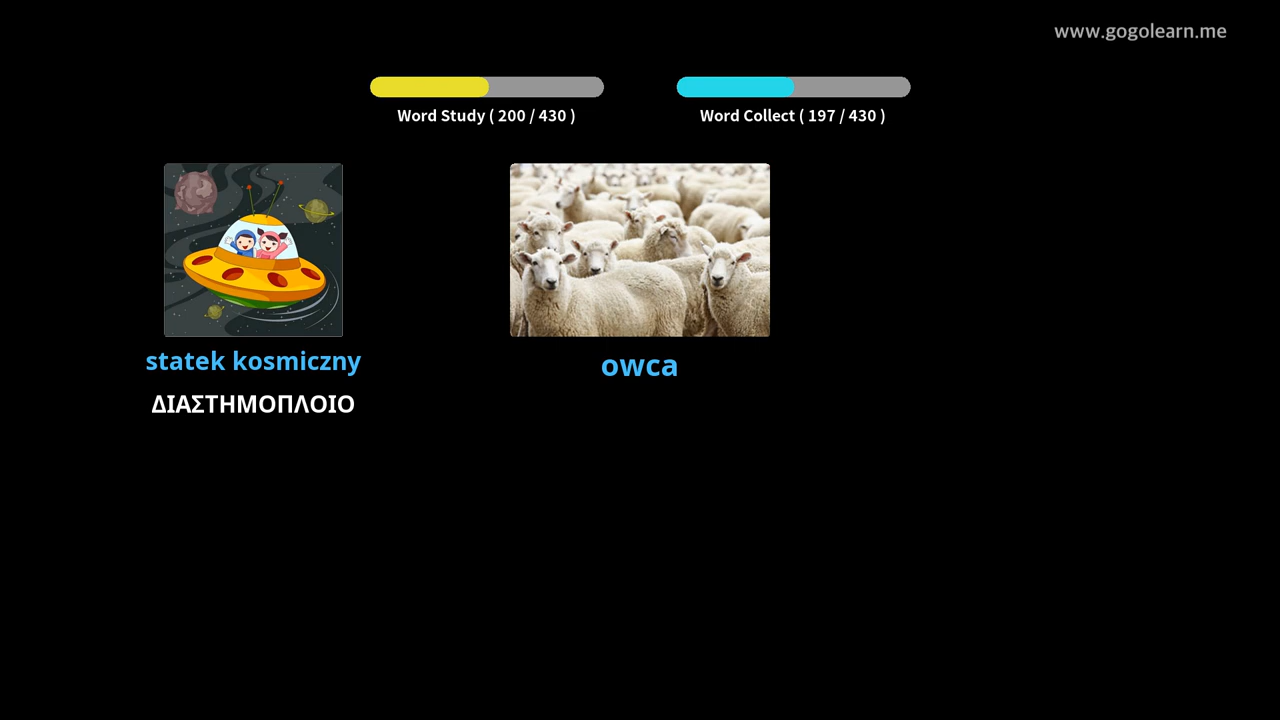 www.gogolearn.me
Word Study ( 200 / 430 )
Word Collect ( 197 / 430 )
statek kosmiczny
ΔΙΑΣΤΗΜΟΠΛΟΙΟ
owca